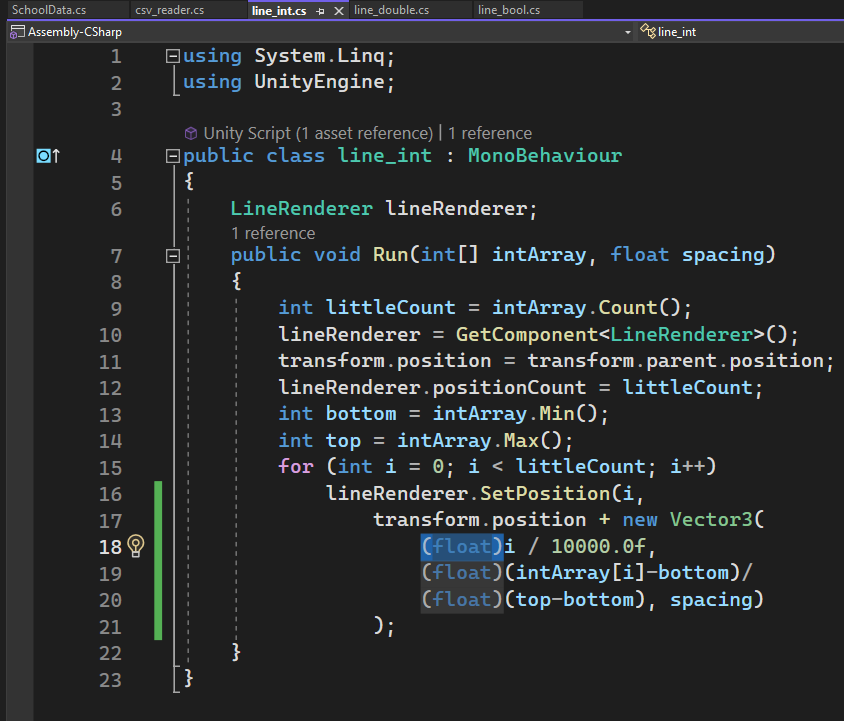 SchoolData.cs csv_reader.cs line_int.cs line_double.cs line_bool.cs
Assembly-CSharp line_int
1 using System.Linq;
2 using UnityEngine;
3
Unity Script (1 asset reference) | 1 reference
4 public class line_int : MonoBehaviour
5 {
6 LineRenderer lineRenderer;
1 reference
7 public void Run(int[] intArray, float spacing)
8 {
9 int littleCount = intArray.Count();
10 lineRenderer = GetComponent<LineRenderer>();
11 transform.position = transform.parent.position;
12 lineRenderer.positionCount = littleCount;
13 int bottom = intArray.Min();
14 int top = intArray.Max();
15 for (int i = 0; i < littleCount; i++)
16 lineRenderer.SetPosition(i,
17 transform.position + new Vector3(
18 (float)i / 10000.0f,
19 (float)(intArray[i]-bottom)/
20 (float)(top-bottom), spacing)
21 );
22 }
23 }